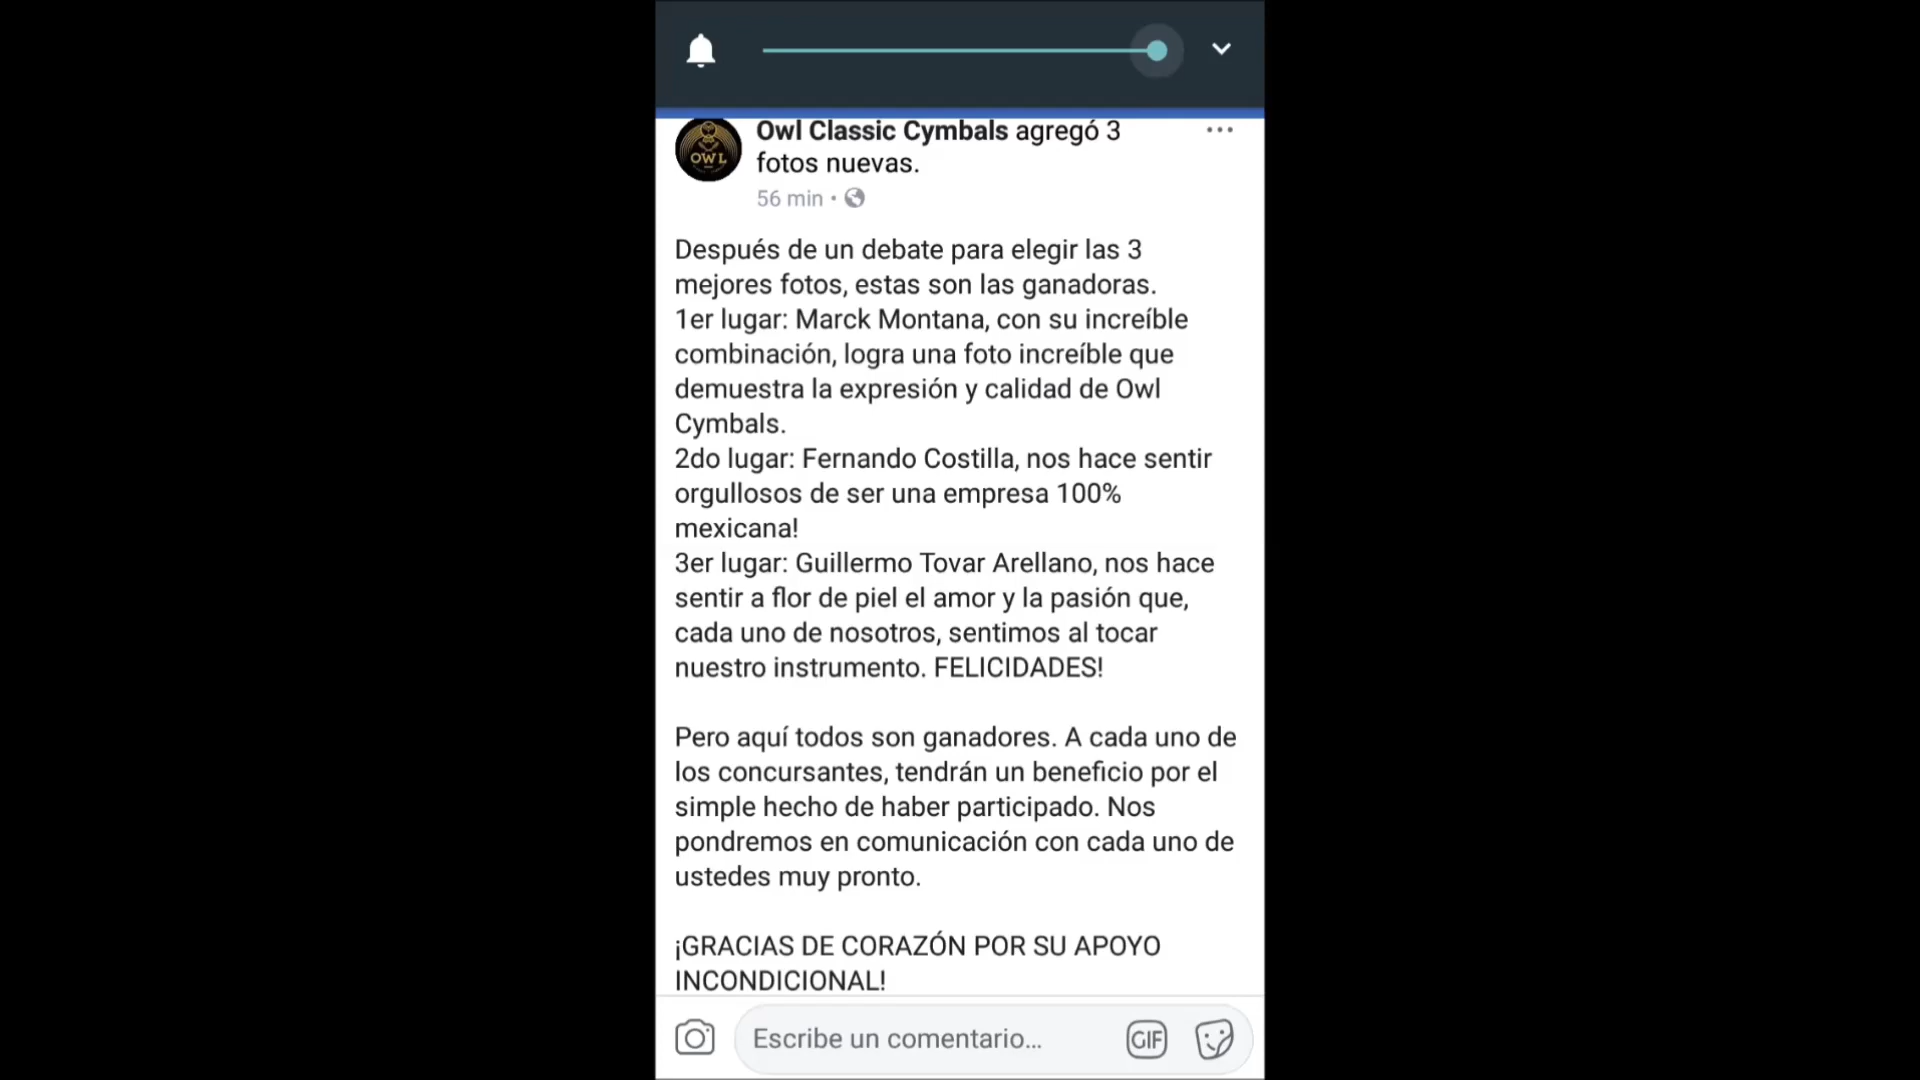 OWL
Owl Classic Cymbals agregó 3
fotos nuevas.
56 min •
Después de un debate para elegir las 3
mejores fotos, estas son las ganadoras.
1er lugar: Marck Montana, con su increíble
combinación, logra una foto increíble que
demuestra la expresión y calidad de Owl
Cymbals.
2do lugar: Fernando Costilla, nos hace sentir
orgullosos de ser una empresa 100%
mexicana!
3er lugar: Guillermo Tovar Arellano, nos hace
sentir a flor de piel el amor y la pasión que,
cada uno de nosotros, sentimos al tocar
nuestro instrumento. FELICIDADES!
Pero aquí todos son ganadores. A cada uno de
los concursantes, tendrán un beneficio por el
simple hecho de haber participado. Nos
pondremos en comunicación con cada uno de
ustedes muy pronto.
¡GRACIAS DE CORAZÓN POR SU APOYO
INCONDICIONAL!
Escribe un comentario... GIF